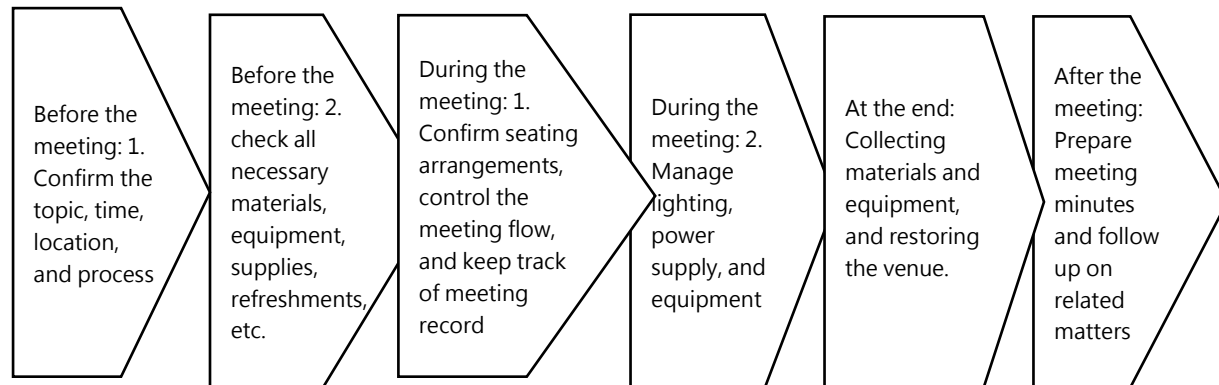 Before the
meeting: 1.
Confirm the
topic, time,
location,
and process
Before the
meeting: 2.
check all
necessary
materials,
equipment,
supplies,
refreshments,
etc.
During the
meeting: 1.
Confirm seating
arrangements,
control the
meeting flow,
and keep track
of meeting
record
During the
meeting: 2.
Manage
lighting,
power
supply, and
equipment
At the end:
Collecting
materials and
equipment,
and restoring
the venue.
After the
meeting:
Prepare
meeting
minutes
and follow
up on
related
matters